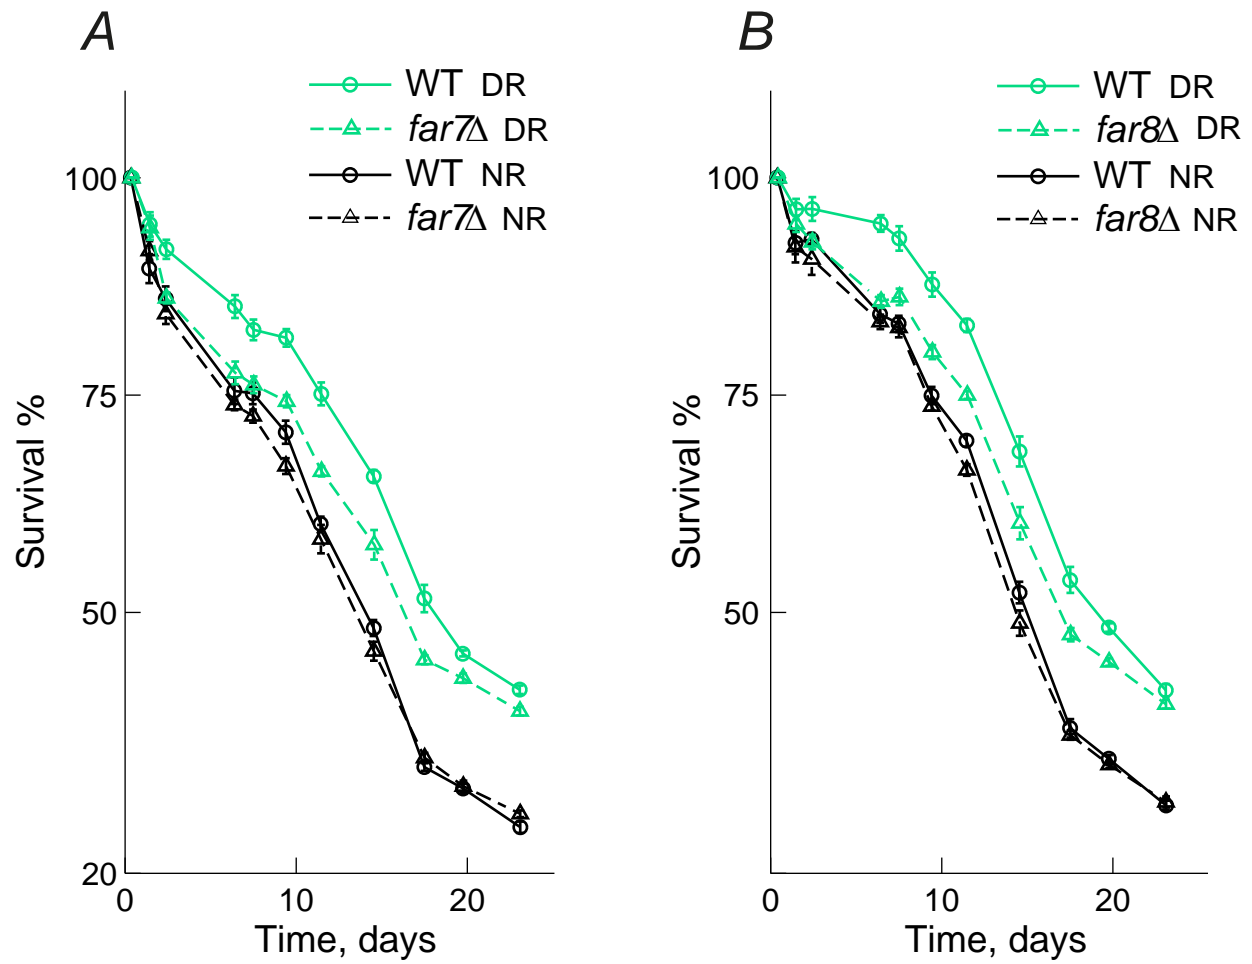 A
WT DR
far7Δ DR
WT NR
far7Δ NR
100
75
50
20
Survival %
0
10
20
Time, days
B
WT DR
far8Δ DR
WT NR
far8Δ NR
100
75
50
Survival %
0
10
20
Time, days